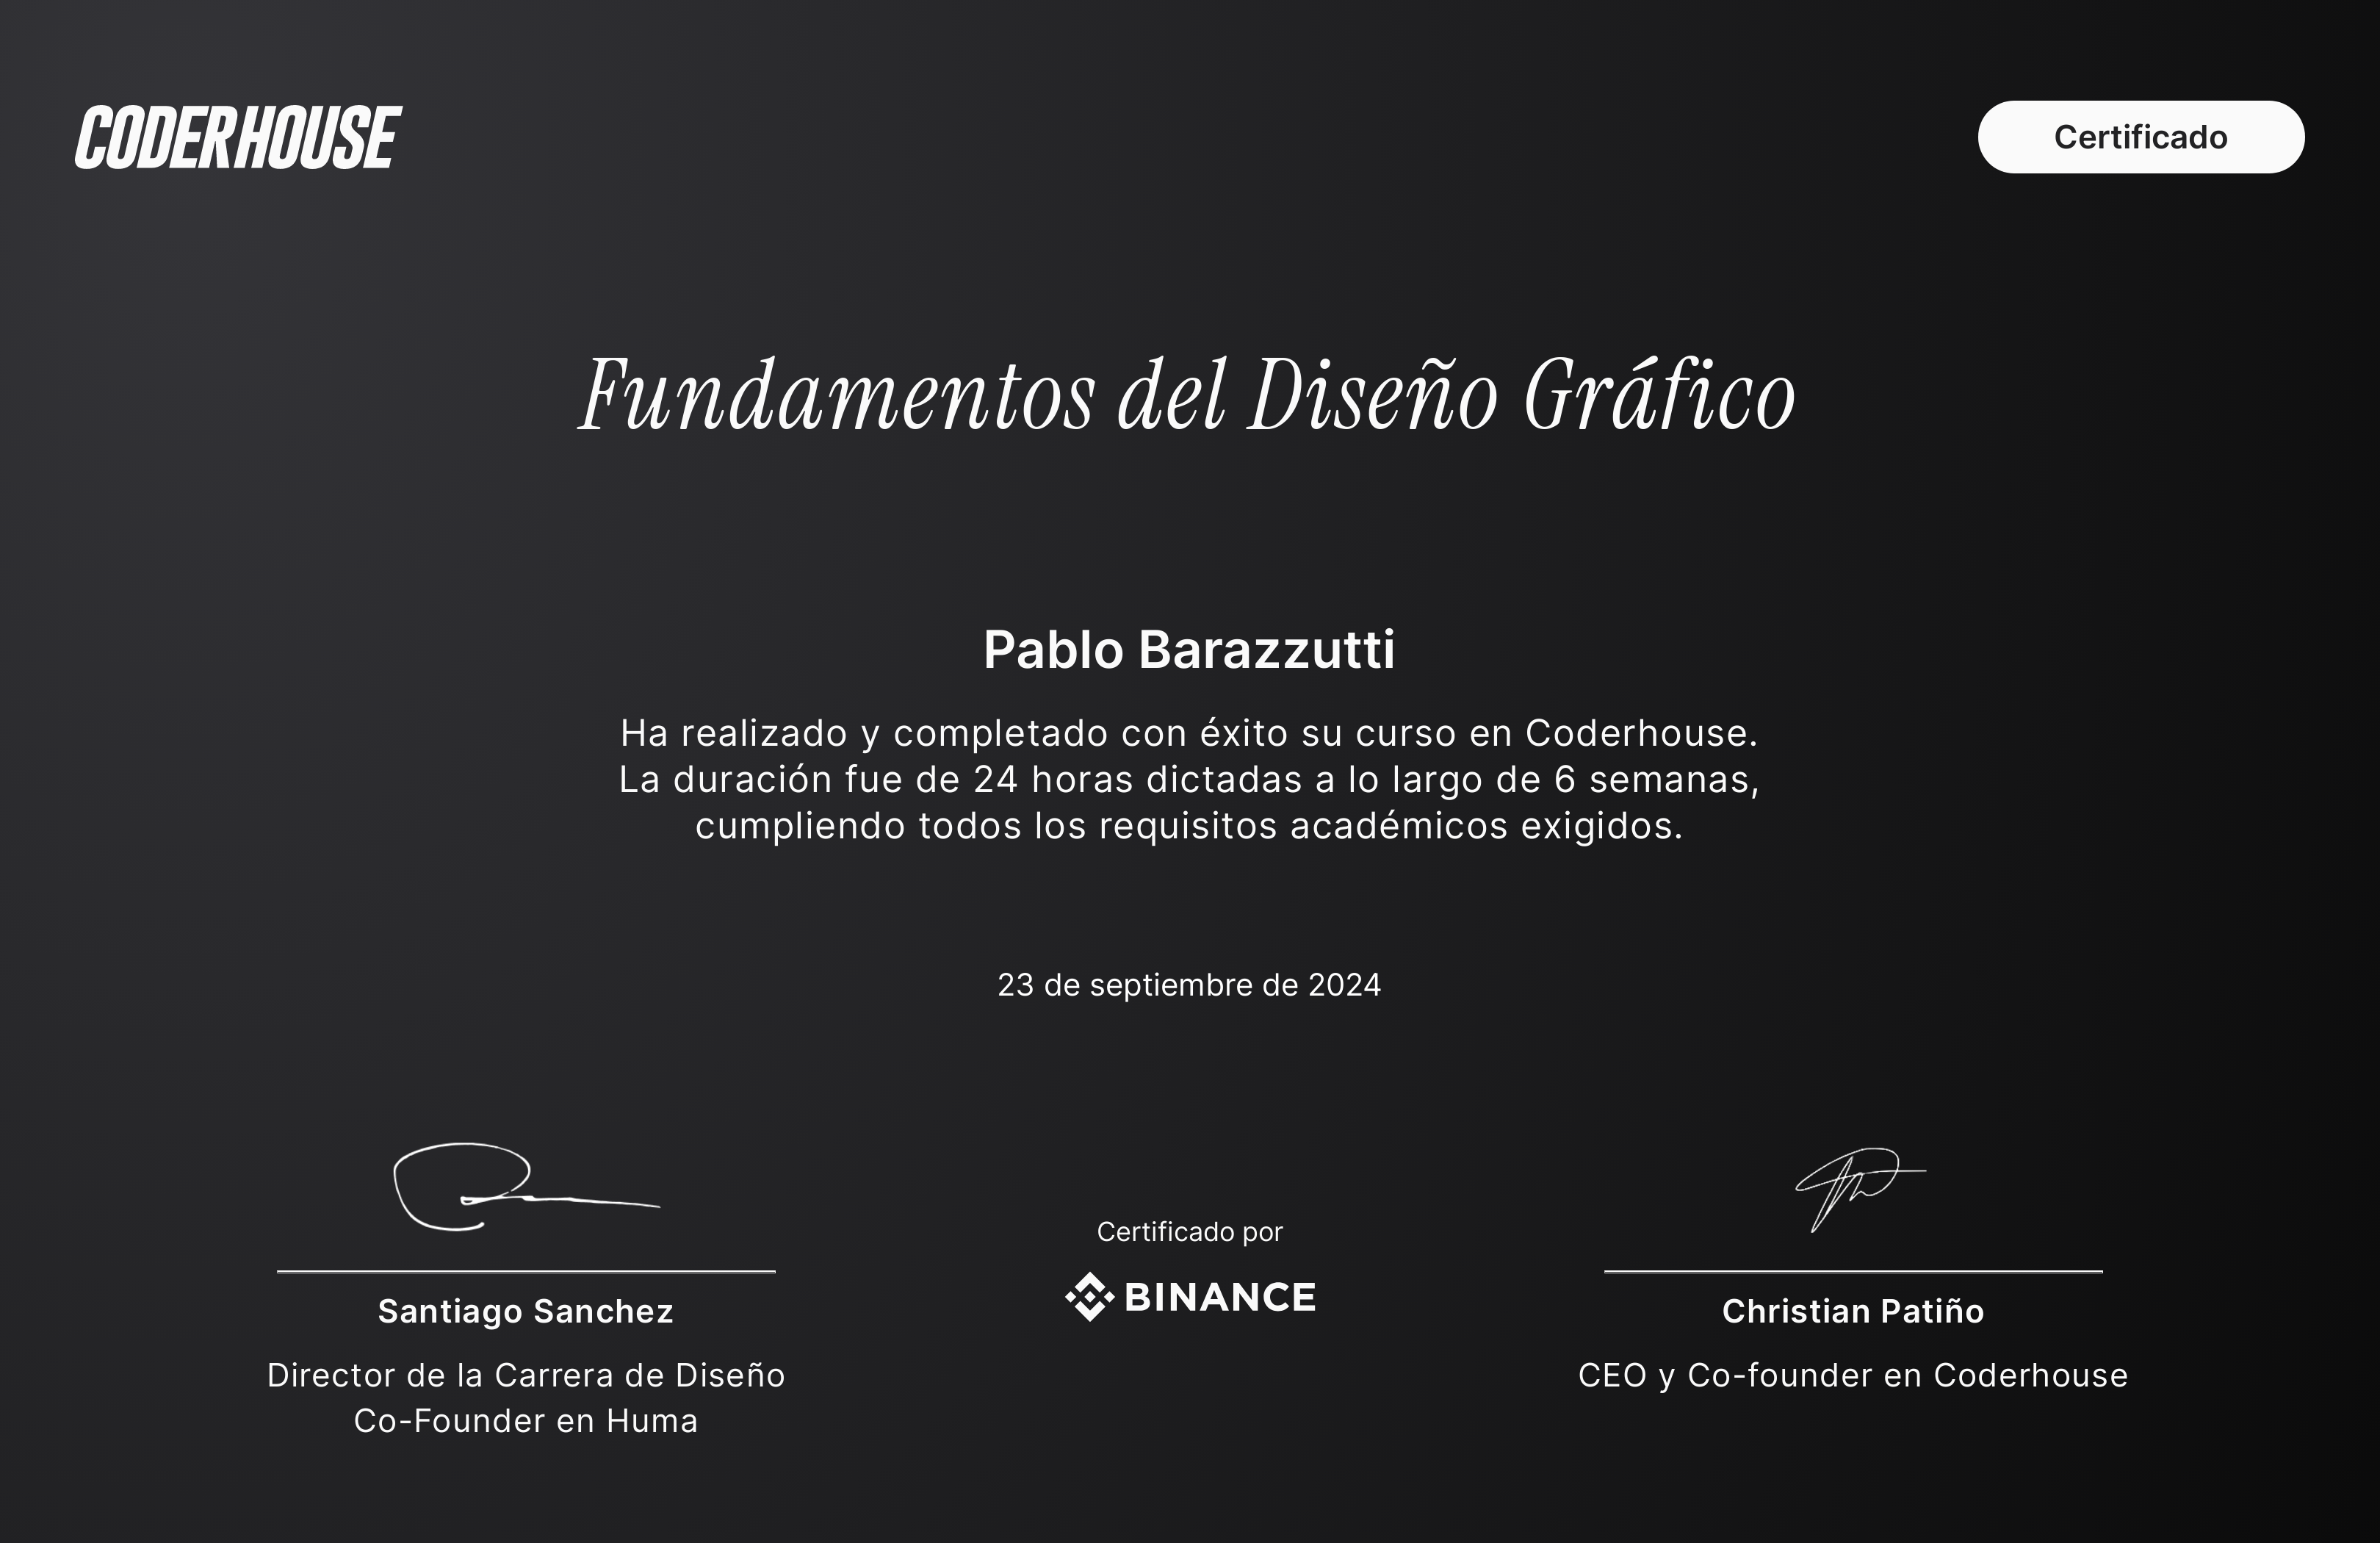 CODERHOUSE
Certificado
Fundamentos del Diseño Gráfico
Pablo Barazzutti
Ha realizado y completado con éxito su curso en Coderhouse.
La duración fue de 24 horas dictadas a lo largo de 6 semanas,
cumpliendo todos los requisitos académicos exigidos.
23 de septiembre de 2024
Certificado por
BINANCE
Santiago Sanchez
Director de la Carrera de Diseño
Co-Founder en Huma
Christian Patiño
CEO y Co-founder en Coderhouse